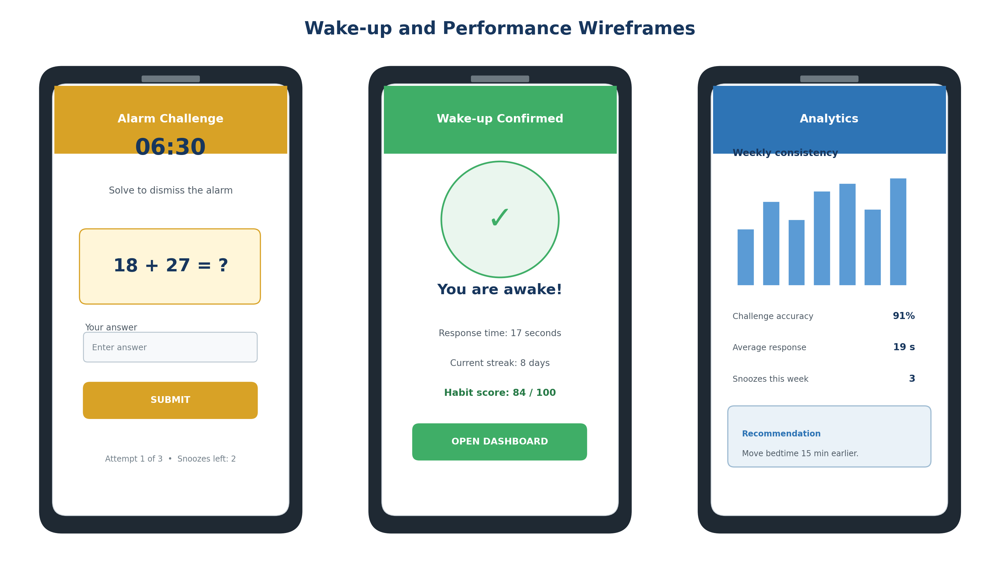 Wake-up and Performance Wireframes
Alarm Challenge
06:30
Solve to dismiss the alarm
18 + 27 = ?
Your answer
Enter answer
SUBMIT
Attempt 1 of 3 • Snoozes left: 2
Wake-up Confirmed
✓
You are awake!
Response time: 17 seconds
Current streak: 8 days
Habit score: 84 / 100
OPEN DASHBOARD
Analytics
Weekly consistency
Challenge accuracy 91%
Average response 19 s
Snoozes this week 3
Recommendation
Move bedtime 15 min earlier.